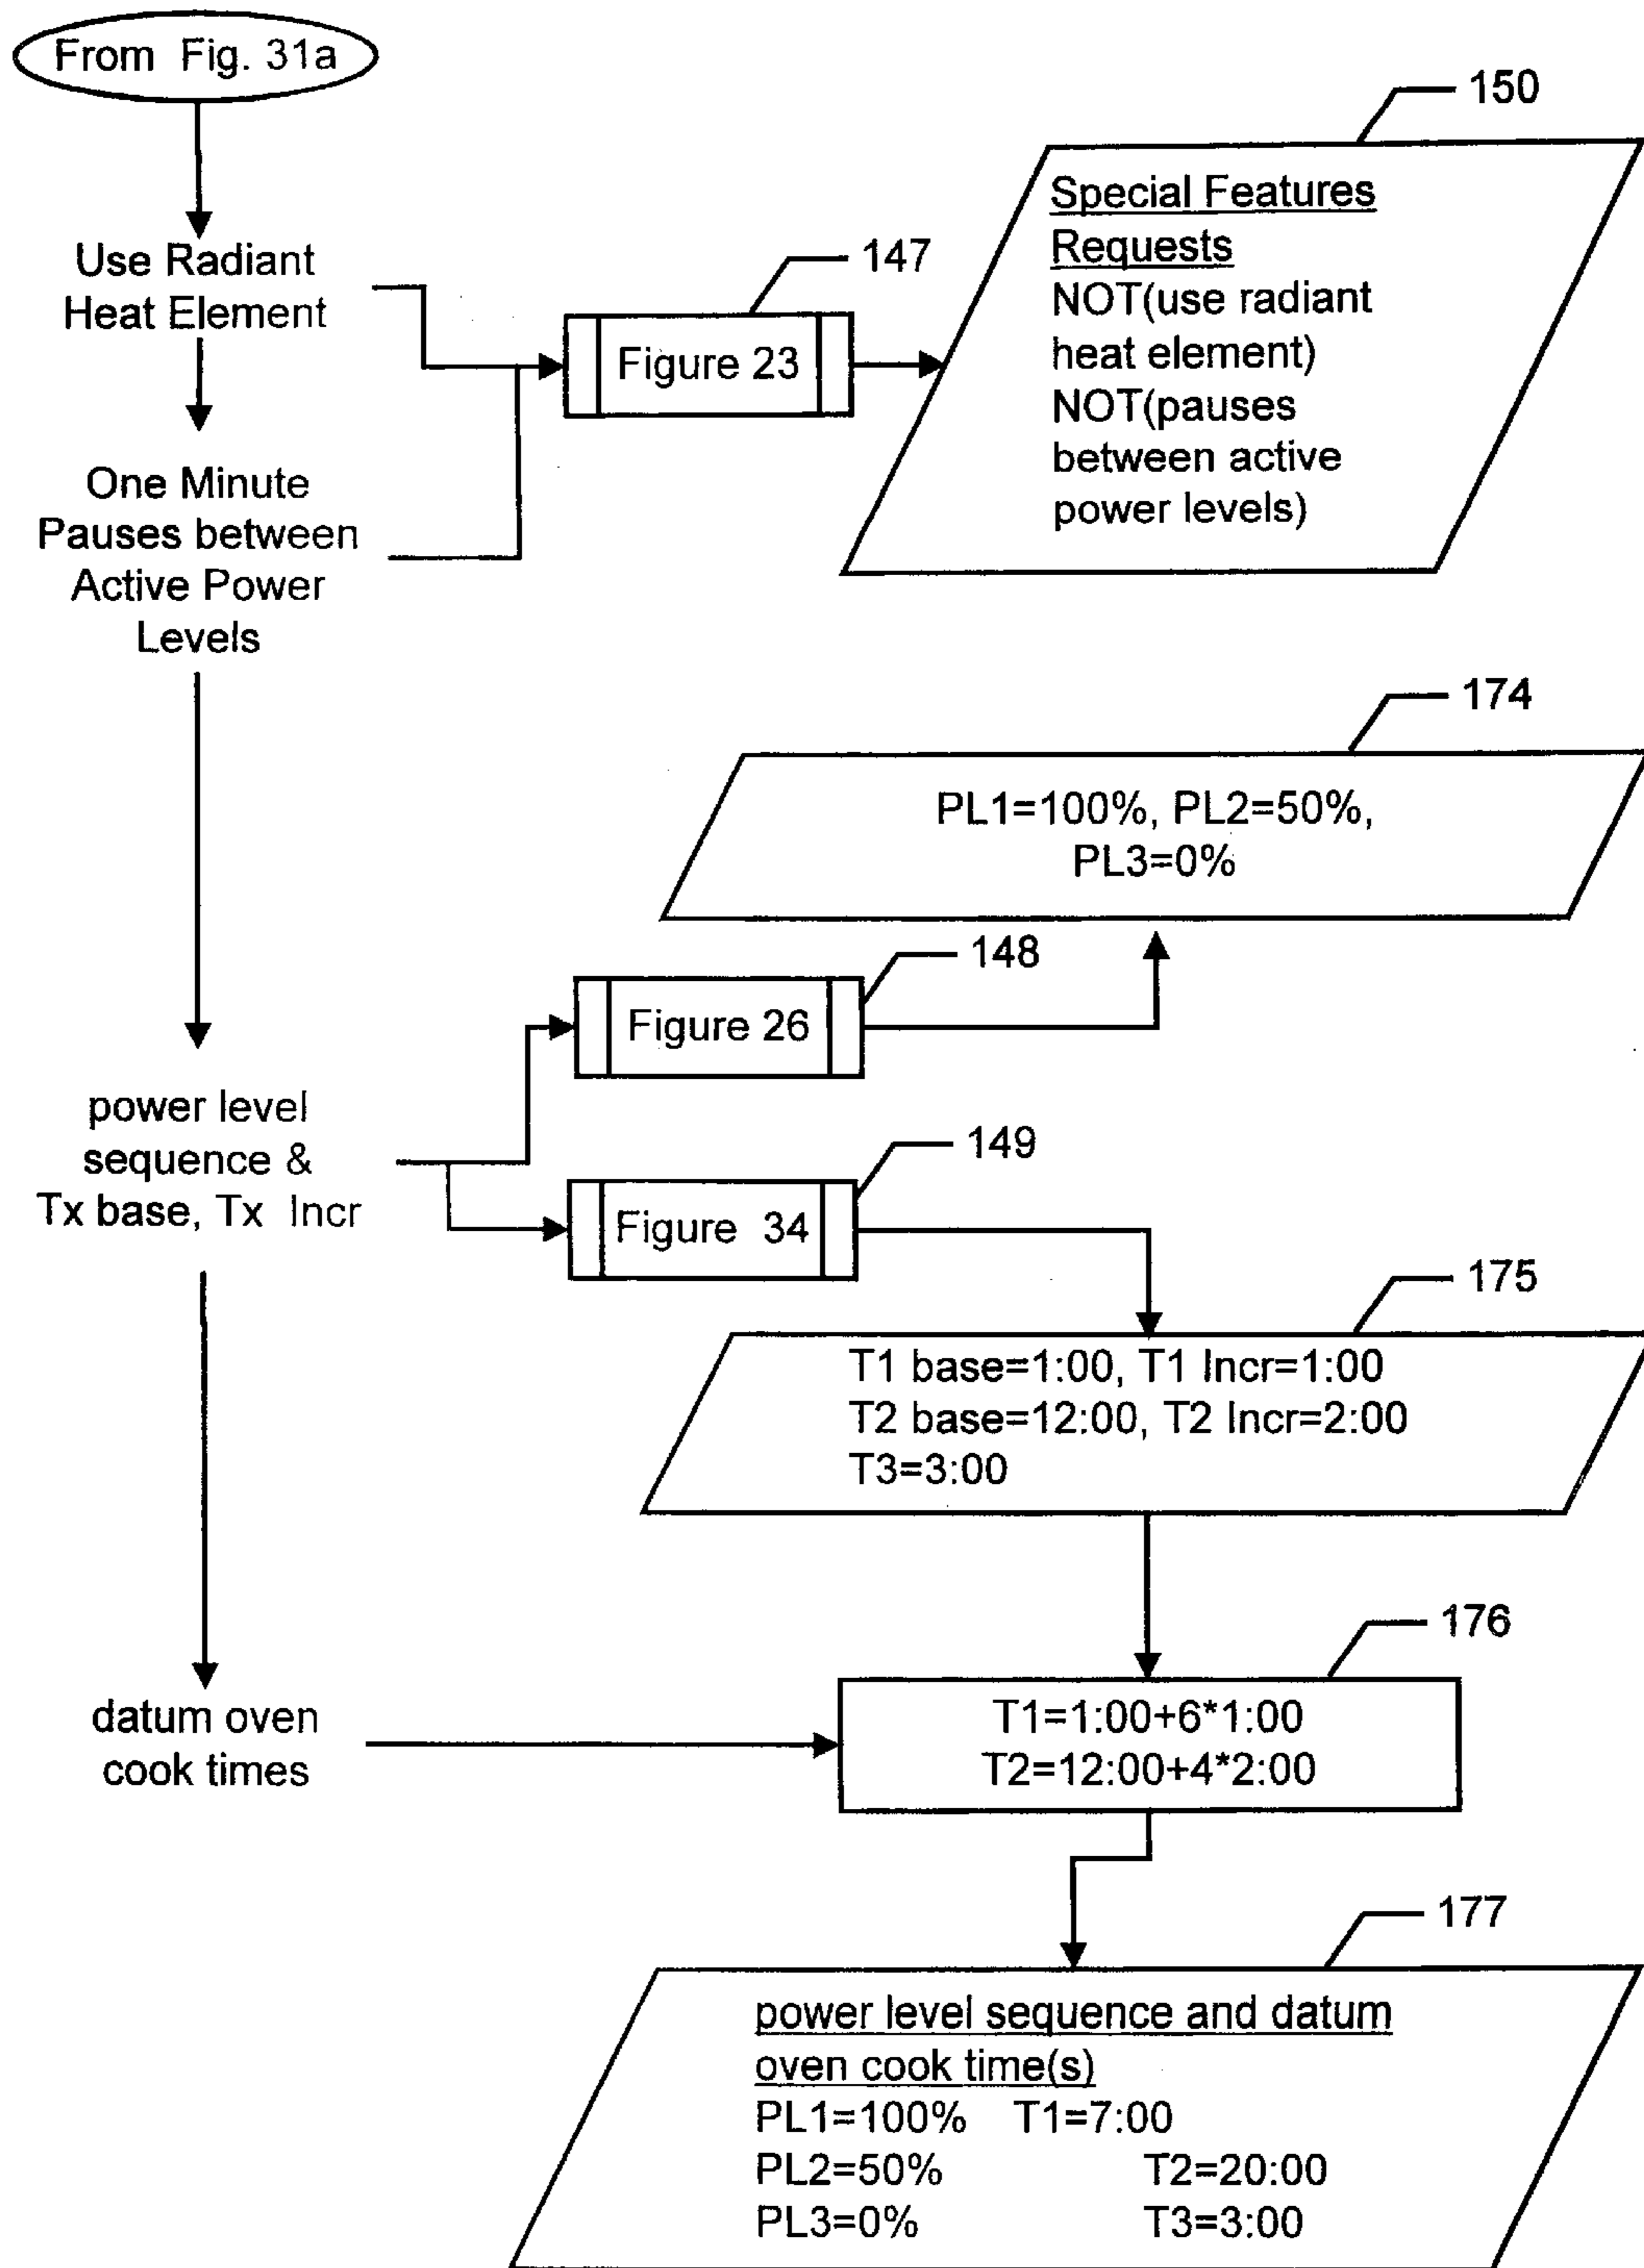 From Fig. 31a
150
Special Features
Requests
NOT(use radiant
heat element)
NOT(pauses
between active
power levels)
Use Radiant
Heat Element
147
Figure 23
One Minute
Pauses between
Active Power
Levels
174
PL1=100%, PL2=50%,
PL3=0%
148
Figure 26
power level
sequence &
Tx base, Tx Incr
149
Figure 34
175
T1 base=1:00, T1 Incr=1:00
T2 base=12:00, T2 Incr=2:00
T3=3:00
176
T1=1:00+6*1:00
T2=12:00+4*2:00
datum oven
cook times
177
power level sequence and datum
oven cook time(s)
PL1=100% T1=7:00
PL2=50% T2=20:00
PL3=0% T3=3:00